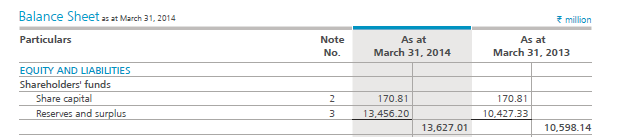 Balance Sheet as at March 31, 2014 ₹ million
Particulars Note No. As at March 31, 2014 As at March 31, 2013
EQUITY AND LIABILITIES
Shareholders' funds
Share capital 2 170.81 170.81
Reserves and surplus 3 13,456.20 10,427.33
13,627.01 10,598.14